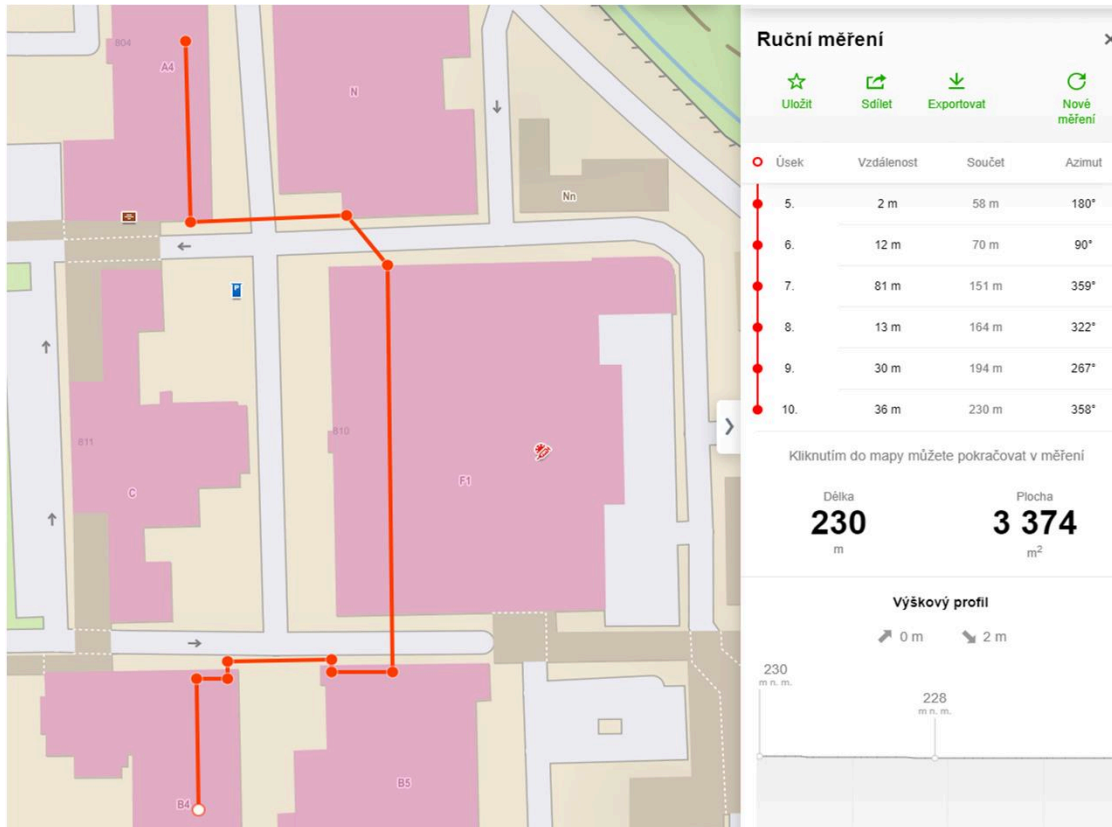 804
A4
N
Nn
811
C
810
F1
B4
B5
Ruční měření
Uložit
Sdílet
Exportovat
Nové
měření
Úsek Vzdálenost Součet Azimut
5. 2 m 58 m 180°
6. 12 m 70 m 90°
7. 81 m 151 m 359°
8. 13 m 164 m 322°
9. 30 m 194 m 267°
10. 36 m 230 m 358°
Kliknutím do mapy můžete pokračovat v měření
Délka Plocha
230 3 374
m m²
Výškový profil
0 m 2 m
230
m n. m.
228
m n. m.